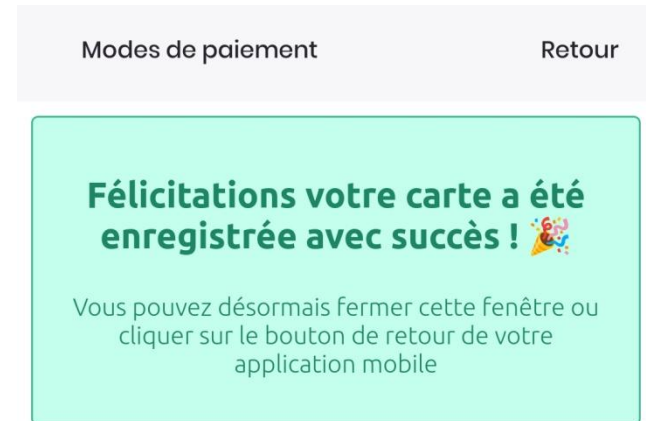 Modes de paiement Retour
Félicitations votre carte a été
enregistrée avec succès ! 🎉
Vous pouvez désormais fermer cette fenêtre ou
cliquer sur le bouton de retour de votre
application mobile